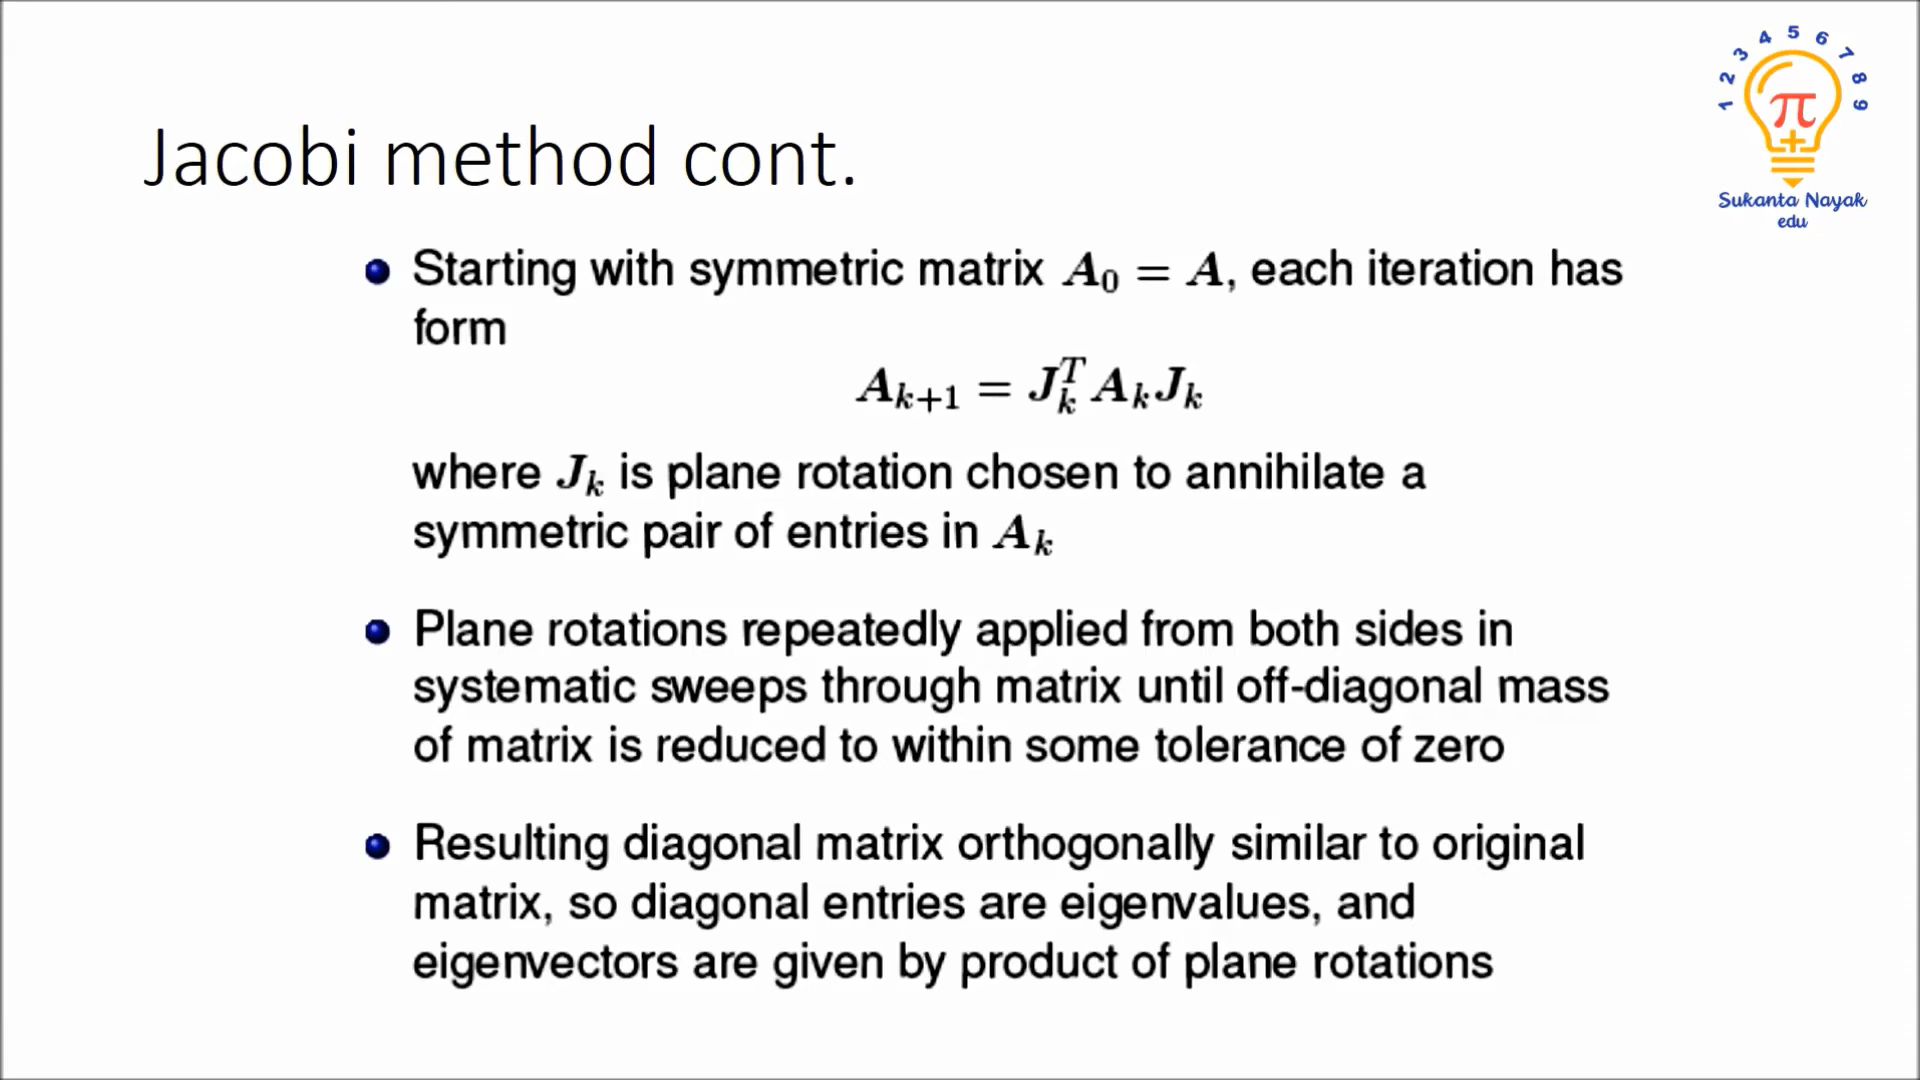 1 2 3 4 5 6 7 8 9
π
+
Sukanta Nayak
edu
Jacobi method cont.
Starting with symmetric matrix A₀ = A, each iteration has
form
Aₖ₊₁ = Jₖᵀ Aₖ Jₖ
where Jₖ is plane rotation chosen to annihilate a
symmetric pair of entries in Aₖ
Plane rotations repeatedly applied from both sides in
systematic sweeps through matrix until off-diagonal mass
of matrix is reduced to within some tolerance of zero
Resulting diagonal matrix orthogonally similar to original
matrix, so diagonal entries are eigenvalues, and
eigenvectors are given by product of plane rotations